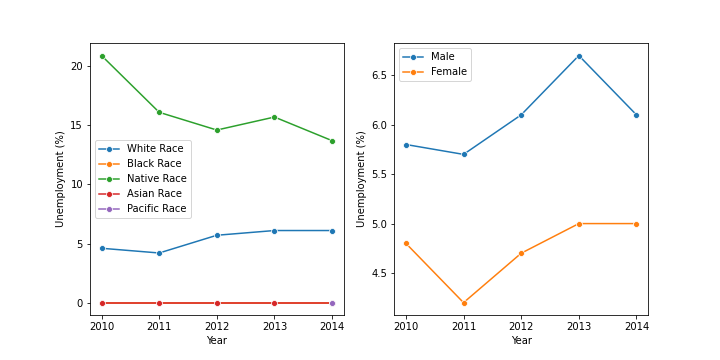 20
15
10
5
0
Unemployment (%)
White Race
Black Race
Native Race
Asian Race
Pacific Race
2010 2011 2012 2013 2014
Year
6.5
6.0
5.5
5.0
4.5
Unemployment (%)
Male
Female
2010 2011 2012 2013 2014
Year